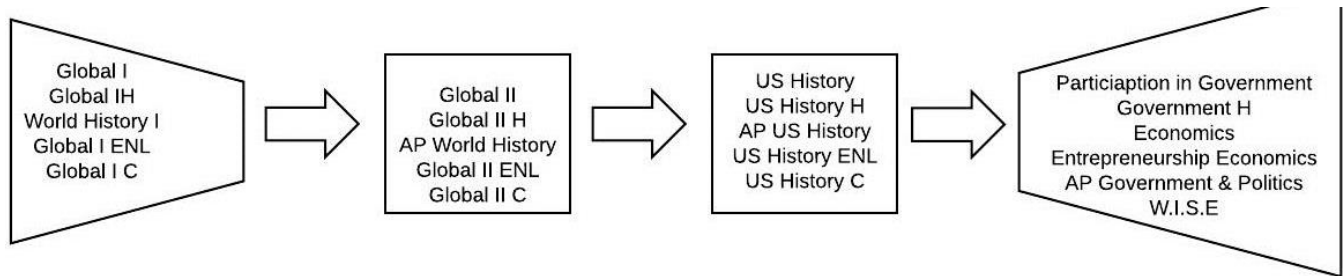 Global I
Global IH
World History I
Global I ENL
Global I C
Global II
Global II H
AP World History
Global II ENL
Global II C
US History
US History H
AP US History
US History ENL
US History C
Particiaption in Government
Government H
Economics
Entrepreneurship Economics
AP Government & Politics
W.I.S.E